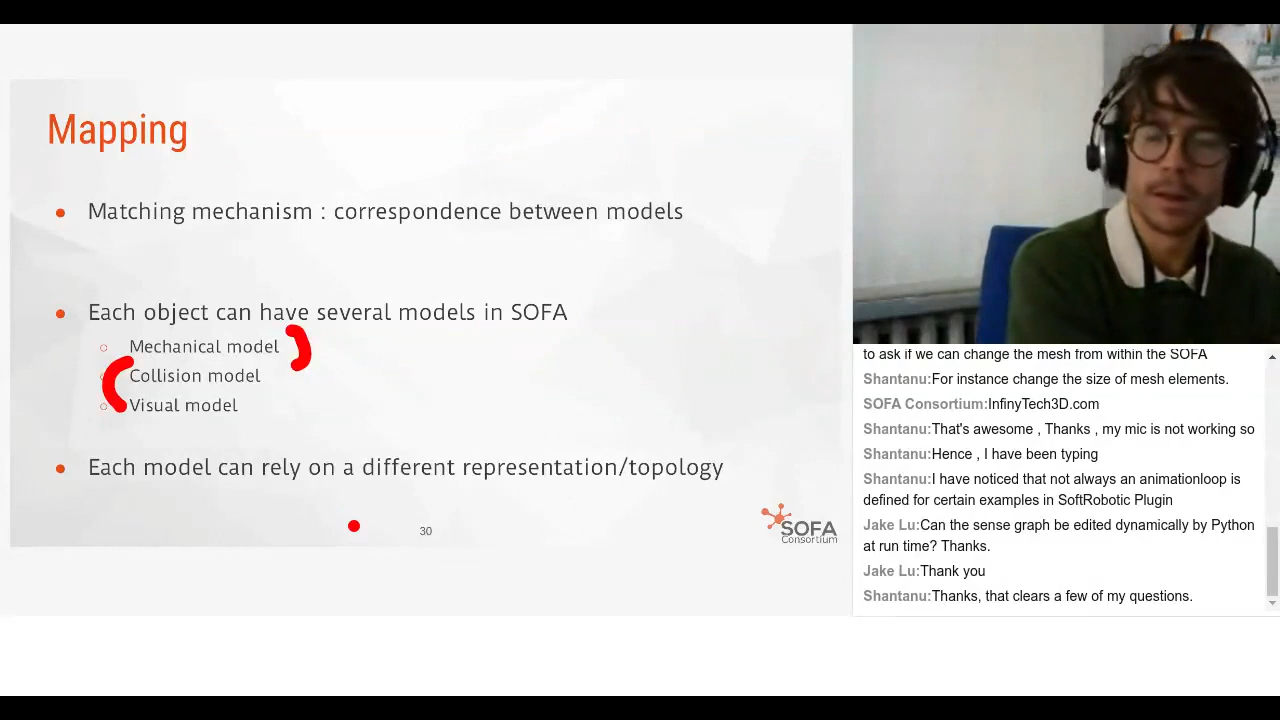 Mapping
Matching mechanism : correspondence between models
Each object can have several models in SOFA
Mechanical model
Collision model
Visual model
Each model can rely on a different representation/topology
30
SOFA
Consortium
to ask if we can change the mesh from within the SOFA
Shantanu:For instance change the size of mesh elements.
SOFA Consortium:InfinyTech3D.com
Shantanu:That's awesome , Thanks , my mic is not working so
Shantanu:Hence , I have been typing
Shantanu:I have noticed that not always an animationloop is
defined for certain examples in SoftRobotic Plugin
Jake Lu:Can the sense graph be edited dynamically by Python
at run time? Thanks.
Jake Lu:Thank you
Shantanu:Thanks, that clears a few of my questions.